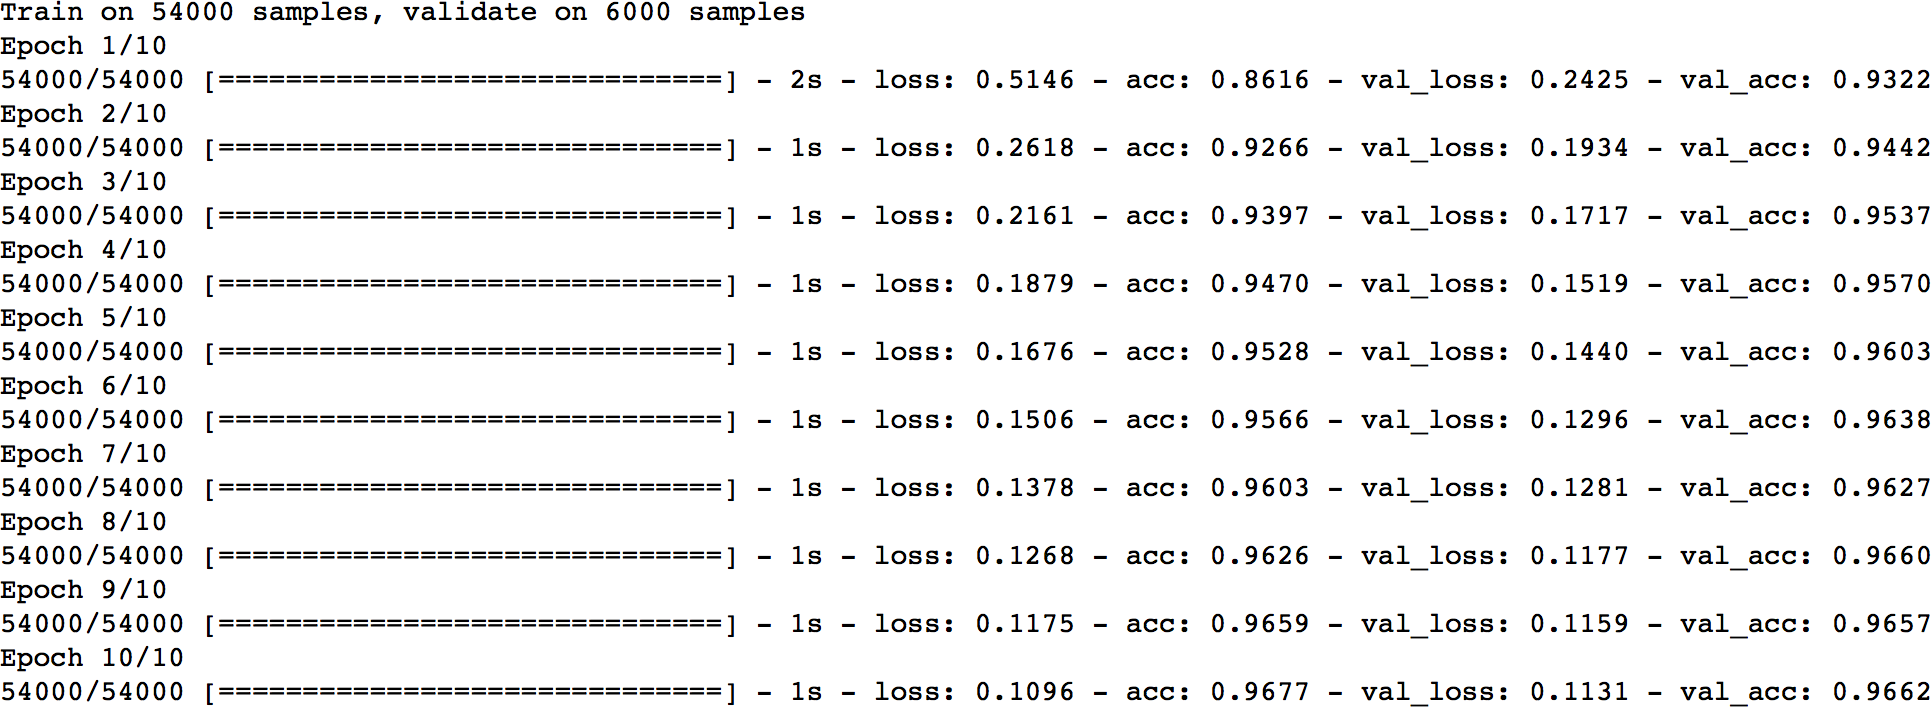 Train on 54000 samples, validate on 6000 samples
Epoch 1/10
54000/54000 [==============================] - 2s - loss: 0.5146 - acc: 0.8616 - val_loss: 0.2425 - val_acc: 0.9322
Epoch 2/10
54000/54000 [==============================] - 1s - loss: 0.2618 - acc: 0.9266 - val_loss: 0.1934 - val_acc: 0.9442
Epoch 3/10
54000/54000 [==============================] - 1s - loss: 0.2161 - acc: 0.9397 - val_loss: 0.1717 - val_acc: 0.9537
Epoch 4/10
54000/54000 [==============================] - 1s - loss: 0.1879 - acc: 0.9470 - val_loss: 0.1519 - val_acc: 0.9570
Epoch 5/10
54000/54000 [==============================] - 1s - loss: 0.1676 - acc: 0.9528 - val_loss: 0.1440 - val_acc: 0.9603
Epoch 6/10
54000/54000 [==============================] - 1s - loss: 0.1506 - acc: 0.9566 - val_loss: 0.1296 - val_acc: 0.9638
Epoch 7/10
54000/54000 [==============================] - 1s - loss: 0.1378 - acc: 0.9603 - val_loss: 0.1281 - val_acc: 0.9627
Epoch 8/10
54000/54000 [==============================] - 1s - loss: 0.1268 - acc: 0.9626 - val_loss: 0.1177 - val_acc: 0.9660
Epoch 9/10
54000/54000 [==============================] - 1s - loss: 0.1175 - acc: 0.9659 - val_loss: 0.1159 - val_acc: 0.9657
Epoch 10/10
54000/54000 [==============================] - 1s - loss: 0.1096 - acc: 0.9677 - val_loss: 0.1131 - val_acc: 0.9662